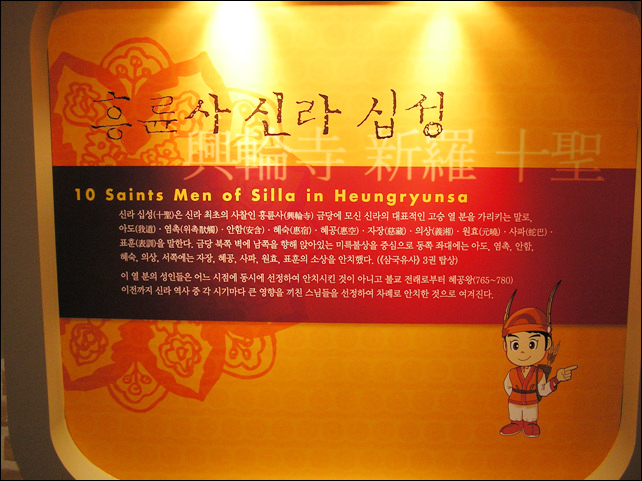 흥륜사 신라 십성
興輪寺 新羅 十聖
10 Saints Men of Silla in Heungryunsa
신라 십성(十聖)은 신라 최초의 사찰인 흥륜사(興輪寺) 금당에 모신 신라의 대표적인 고승 열 분을 가리키는 말로,
아도(我道)·염촉(위촉厭髑)·안함(安含)·혜숙(惠宿)·혜공(惠空)·자장(慈藏)·의상(義湘)·원효(元曉)·사파(蛇巴)·
표훈(表訓)을 말한다. 금당 북쪽 벽에 남쪽을 향해 앉아있는 미륵불상을 중심으로 동쪽 좌대에는 아도, 염촉, 안함,
혜숙, 의상, 서쪽에는 자장, 혜공, 사파, 원효, 표훈의 소상을 안치했다. ((삼국유사》 3권 탑상)
이 열 분의 성인들은 어느 시점에 동시에 선정하여 안치시킨 것이 아니고 불교 전래로부터 혜공왕(765~780)
이전까지 신라 역사 중 각 시기마다 큰 영향을 끼친 스님들을 선정하여 차례로 안치한 것으로 여겨진다.